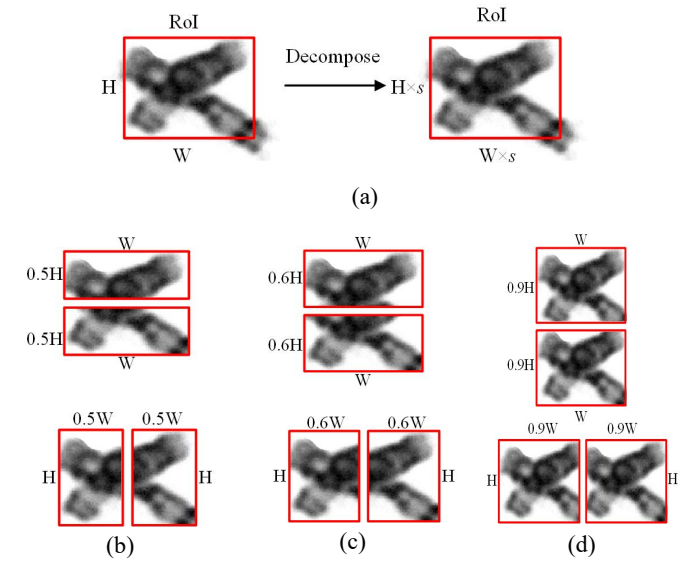 RoI
RoI
Decompose
H
H×s
W
W×s
(a)
W
W
W
0.5H
0.6H
0.9H
0.5H
0.6H
0.9H
W
W
W
0.5W 0.5W
0.6W 0.6W
0.9W 0.9W
H
H
H
H
H
H
(b)
(c)
(d)